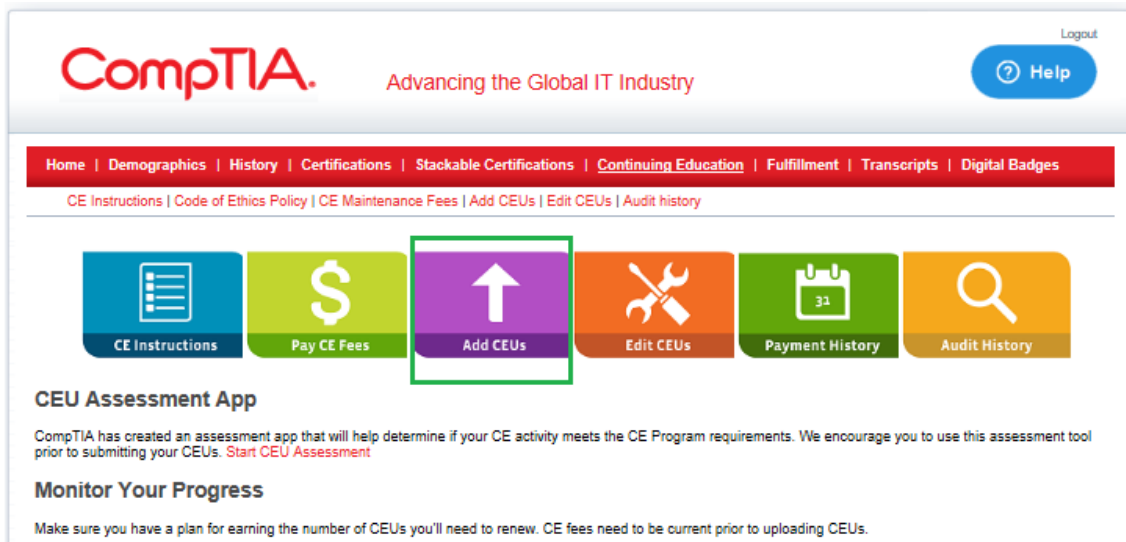 Logout
CompTIA.
Advancing the Global IT Industry
? Help
Home | Demographics | History | Certifications | Stackable Certifications | Continuing Education | Fulfillment | Transcripts | Digital Badges
CE Instructions | Code of Ethics Policy | CE Maintenance Fees | Add CEUs | Edit CEUs | Audit history
$
31
CE Instructions
Pay CE Fees
Add CEUs
Edit CEUs
Payment History
Audit History
CEU Assessment App
CompTIA has created an assessment app that will help determine if your CE activity meets the CE Program requirements. We encourage you to use this assessment tool
prior to submitting your CEUs. Start CEU Assessment
Monitor Your Progress
Make sure you have a plan for earning the number of CEUs you'll need to renew. CE fees need to be current prior to uploading CEUs.